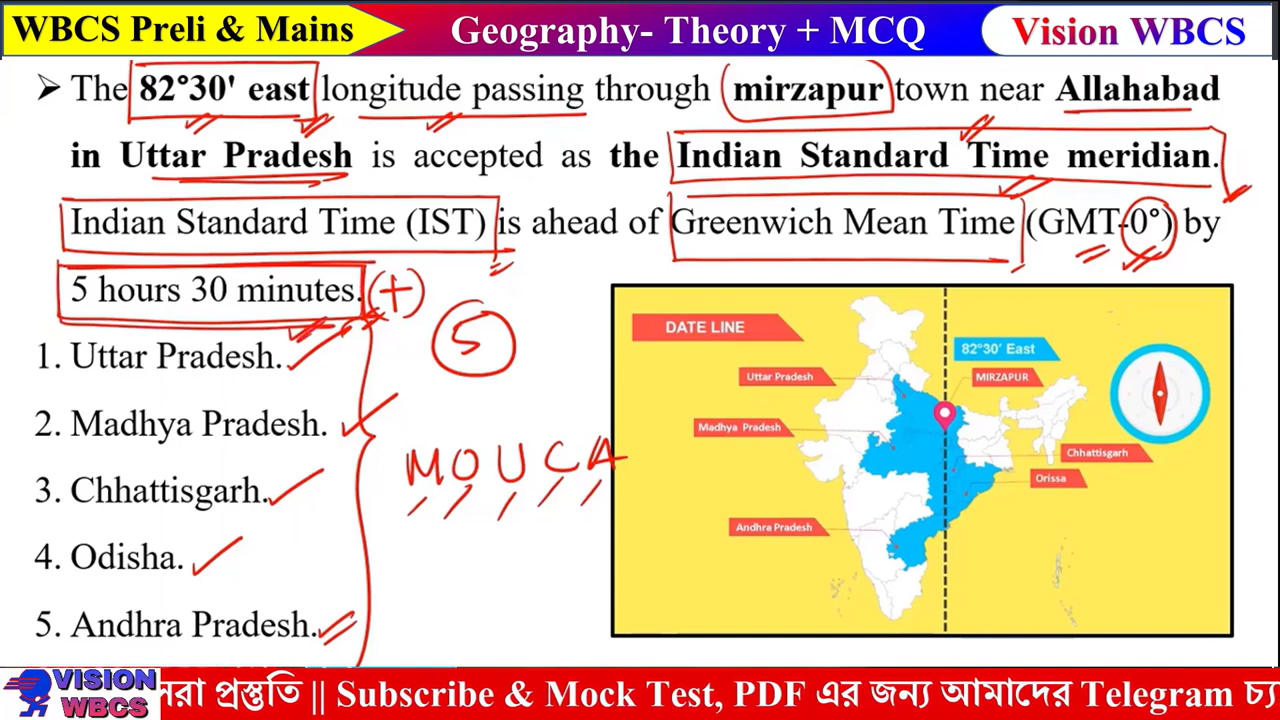 WBCS Preli & Mains
Geography- Theory + MCQ
Vision WBCS
➤ The 82°30' east longitude passing through mirzapur town near Allahabad
in Uttar Pradesh is accepted as the Indian Standard Time meridian.
Indian Standard Time (IST) is ahead of Greenwich Mean Time (GMT-0°) by
5 hours 30 minutes. (+)
5
1. Uttar Pradesh.
2. Madhya Pradesh.
3. Chhattisgarh.
4. Odisha.
5. Andhra Pradesh.
MOUCA
DATE LINE
82°30' East
MIRZAPUR
Uttar Pradesh
Madhya Pradesh
Chhattisgarh
Orissa
Andhra Pradesh
VISION
WBCS
প্রস্তুতি || Subscribe & Mock Test, PDF এর জন্য আমাদের Telegram